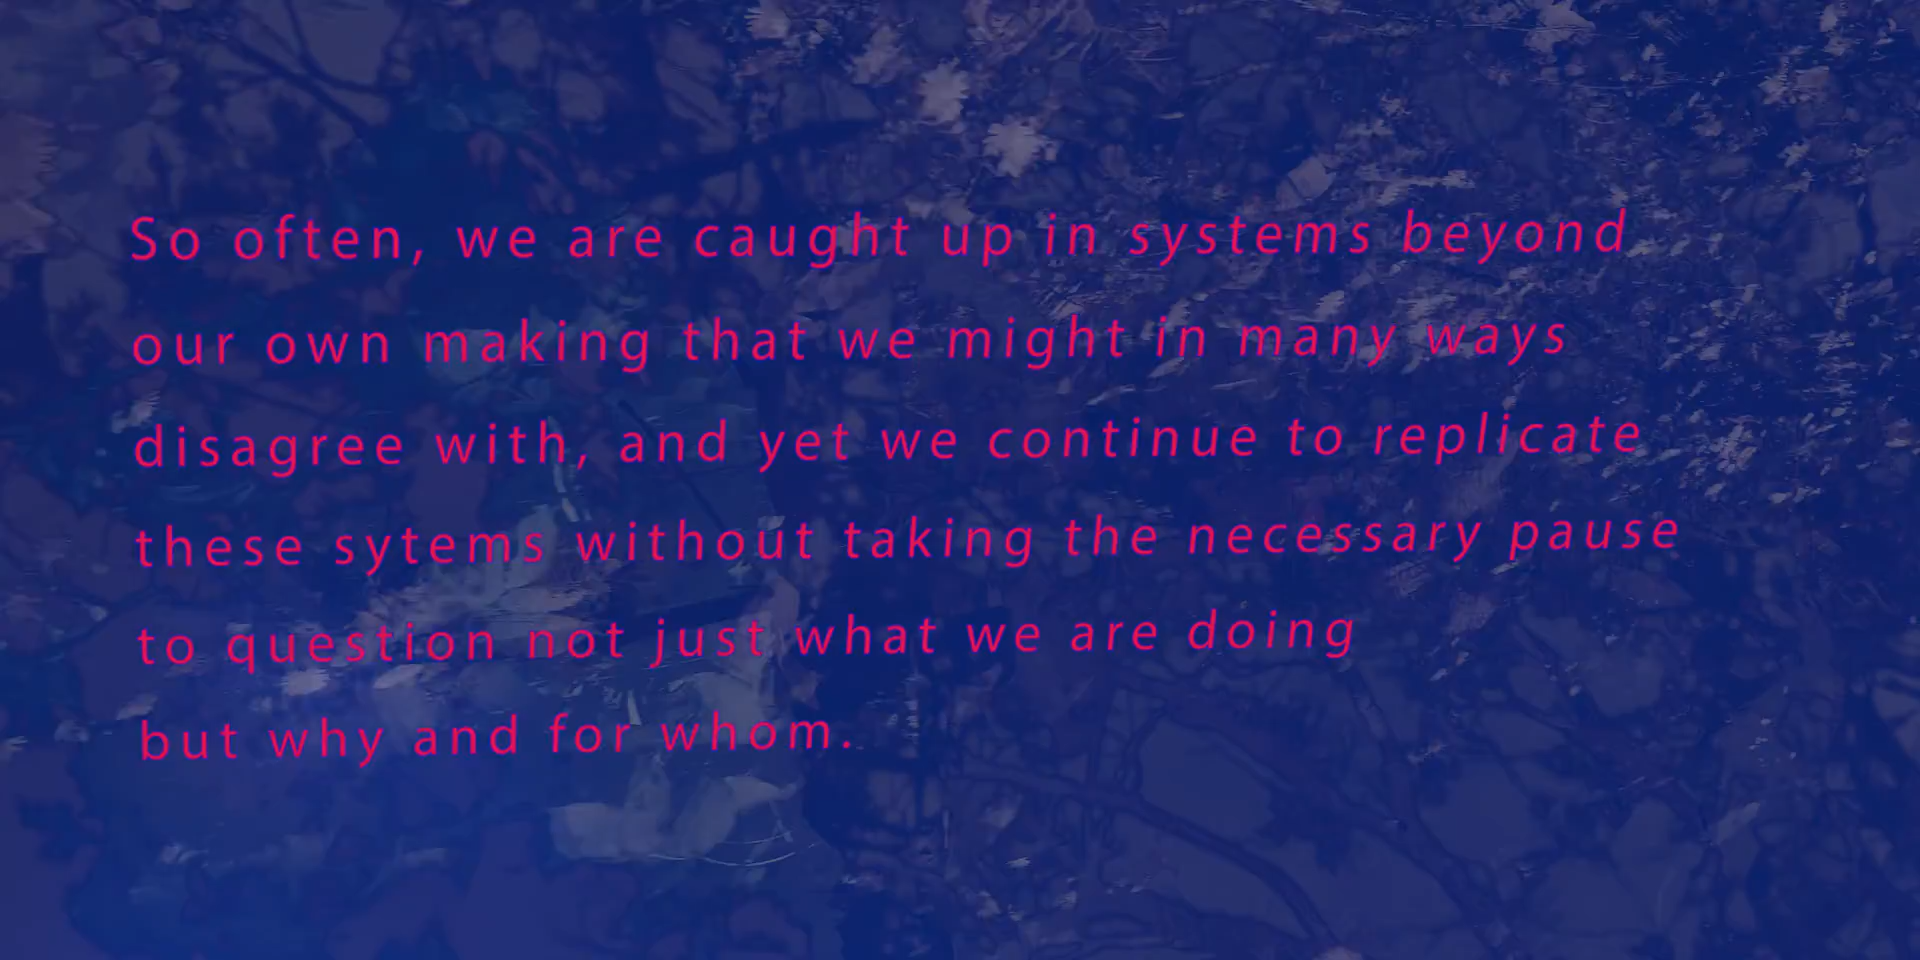 So often, we are caught up in systems beyond
our own making that we might in many ways
disagree with, and yet we continue to replicate
these sytems without taking the necessary pause
to question not just what we are doing
but why and for whom.